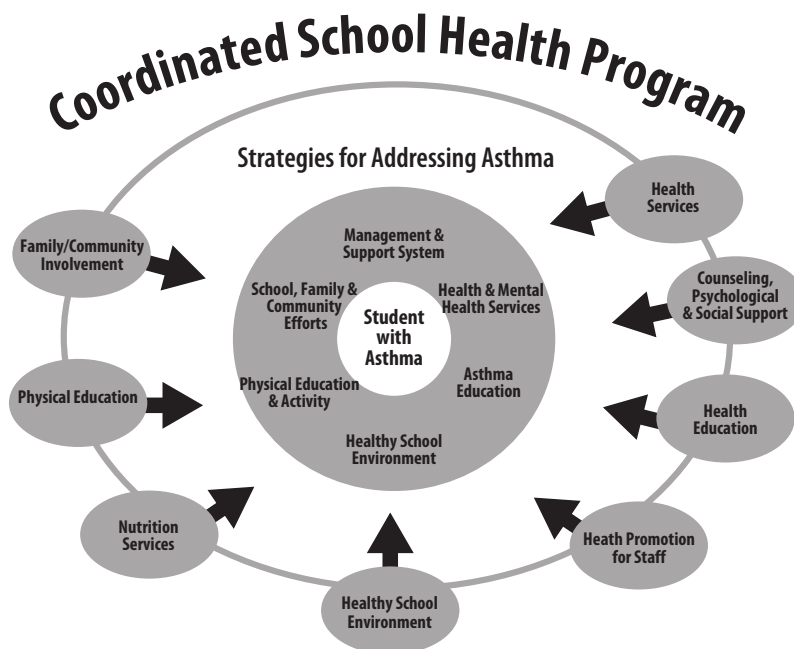 Coordinated School Health Program
Strategies for Addressing Asthma
Health
Services
Family/Community
Involvement
Management &
Support System
Counseling,
Psychological
& Social Support
School, Family &
Community
Efforts
Health & Mental
Health Services
Student
with
Asthma
Physical Education
Physical Education
& Activity
Asthma
Education
Health
Education
Healthy School
Environment
Nutrition
Services
Heath Promotion
for Staff
Healthy School
Environment